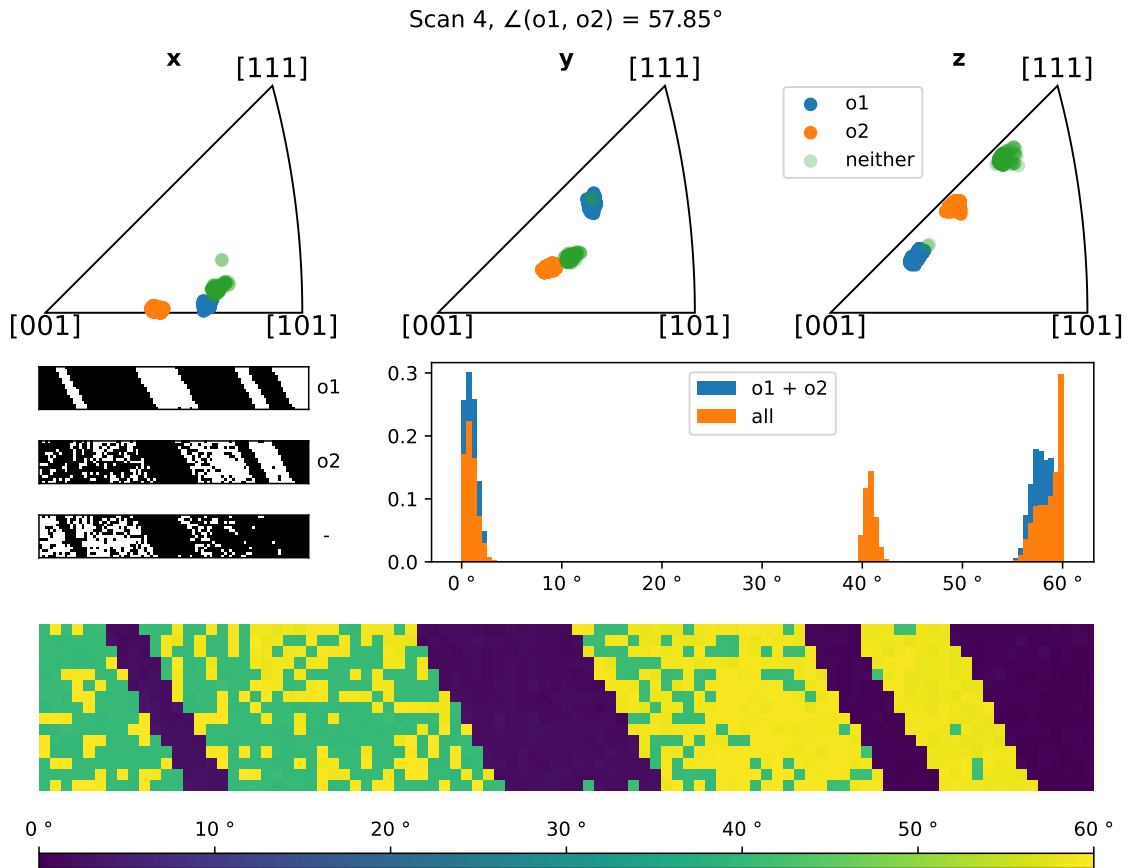 Scan 4, ∠(o1, o2) = 57.85°
x y z
[111] [111] [111]
o1
o2
neither
[001] [101] [001] [101] [001] [101]
o1
o2
-
0.3
0.2
0.1
0.0
o1 + o2
all
0 ° 10 ° 20 ° 30 ° 40 ° 50 ° 60 °
0 ° 10 ° 20 ° 30 ° 40 ° 50 ° 60 °